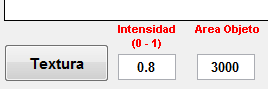 Intensidad Area Objeto
(0 - 1)
Textura 0.8 3000